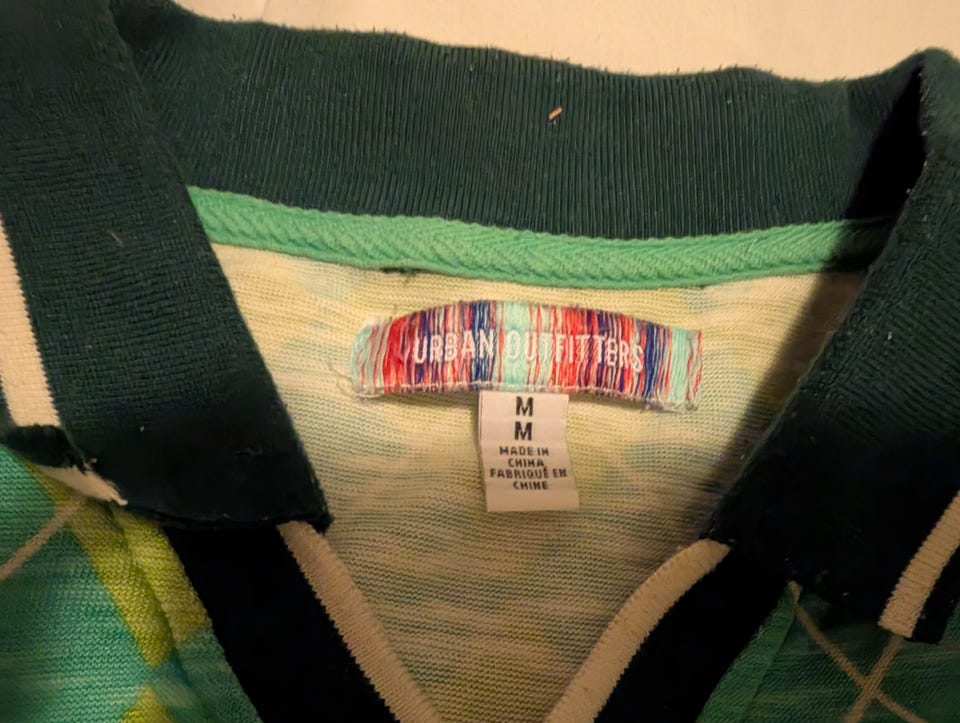 URBAN OUTFITTERS
M
M
MADE IN
CHINA
FABRIQUÉ EN
CHINE